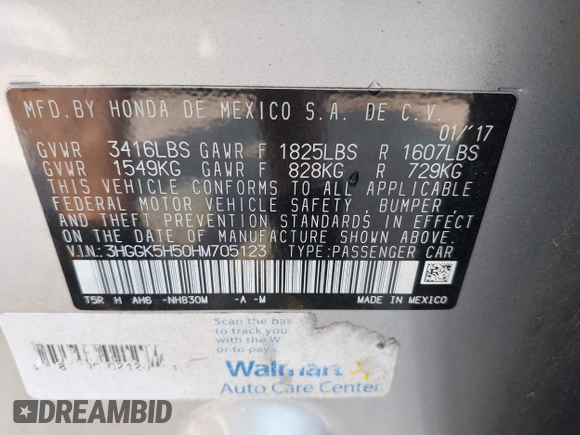 MFD.BY HONDA DE MEXICO S.A. DE C.V.
01/'17
GVWR 3416LBS GAWR F 1825LBS R 1607LBS
GVWR 1549KG GAWR F 828KG R 729KG
THIS VEHICLE CONFORMS TO ALL APPLICABLE
FEDERAL MOTOR VEHICLE SAFETY, BUMPER,
AND THEFT PREVENTION STANDARDS IN EFFECT
ON THE DATE OF MANUFACTURE SHOWN ABOVE.
V.I.N.: 3HGGK5H50HM705123 TYPE:PASSENGER CAR
T5R H AH6 -NH830M -A -M MADE IN MEXICO
Scan the bar
to track you
with the W
or to pay
Walmart
Auto Care Center
DREAMBID